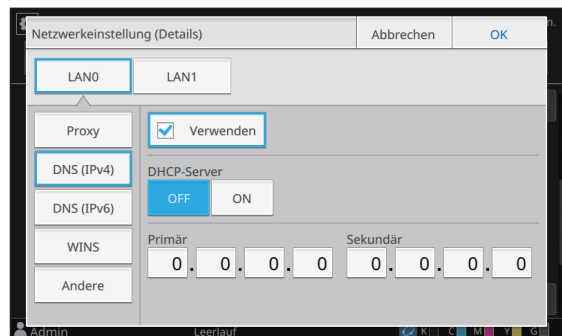 Netzwerkeinstellung (Details) Abbrechen OK
LAN0 LAN1
Proxy
DNS (IPv4)
DNS (IPv6)
WINS
Andere
Verwenden
DHCP-Server
OFF ON
Primär Sekundär
0. 0. 0. 0 0. 0. 0. 0
Admin Leerlauf K C M Y G